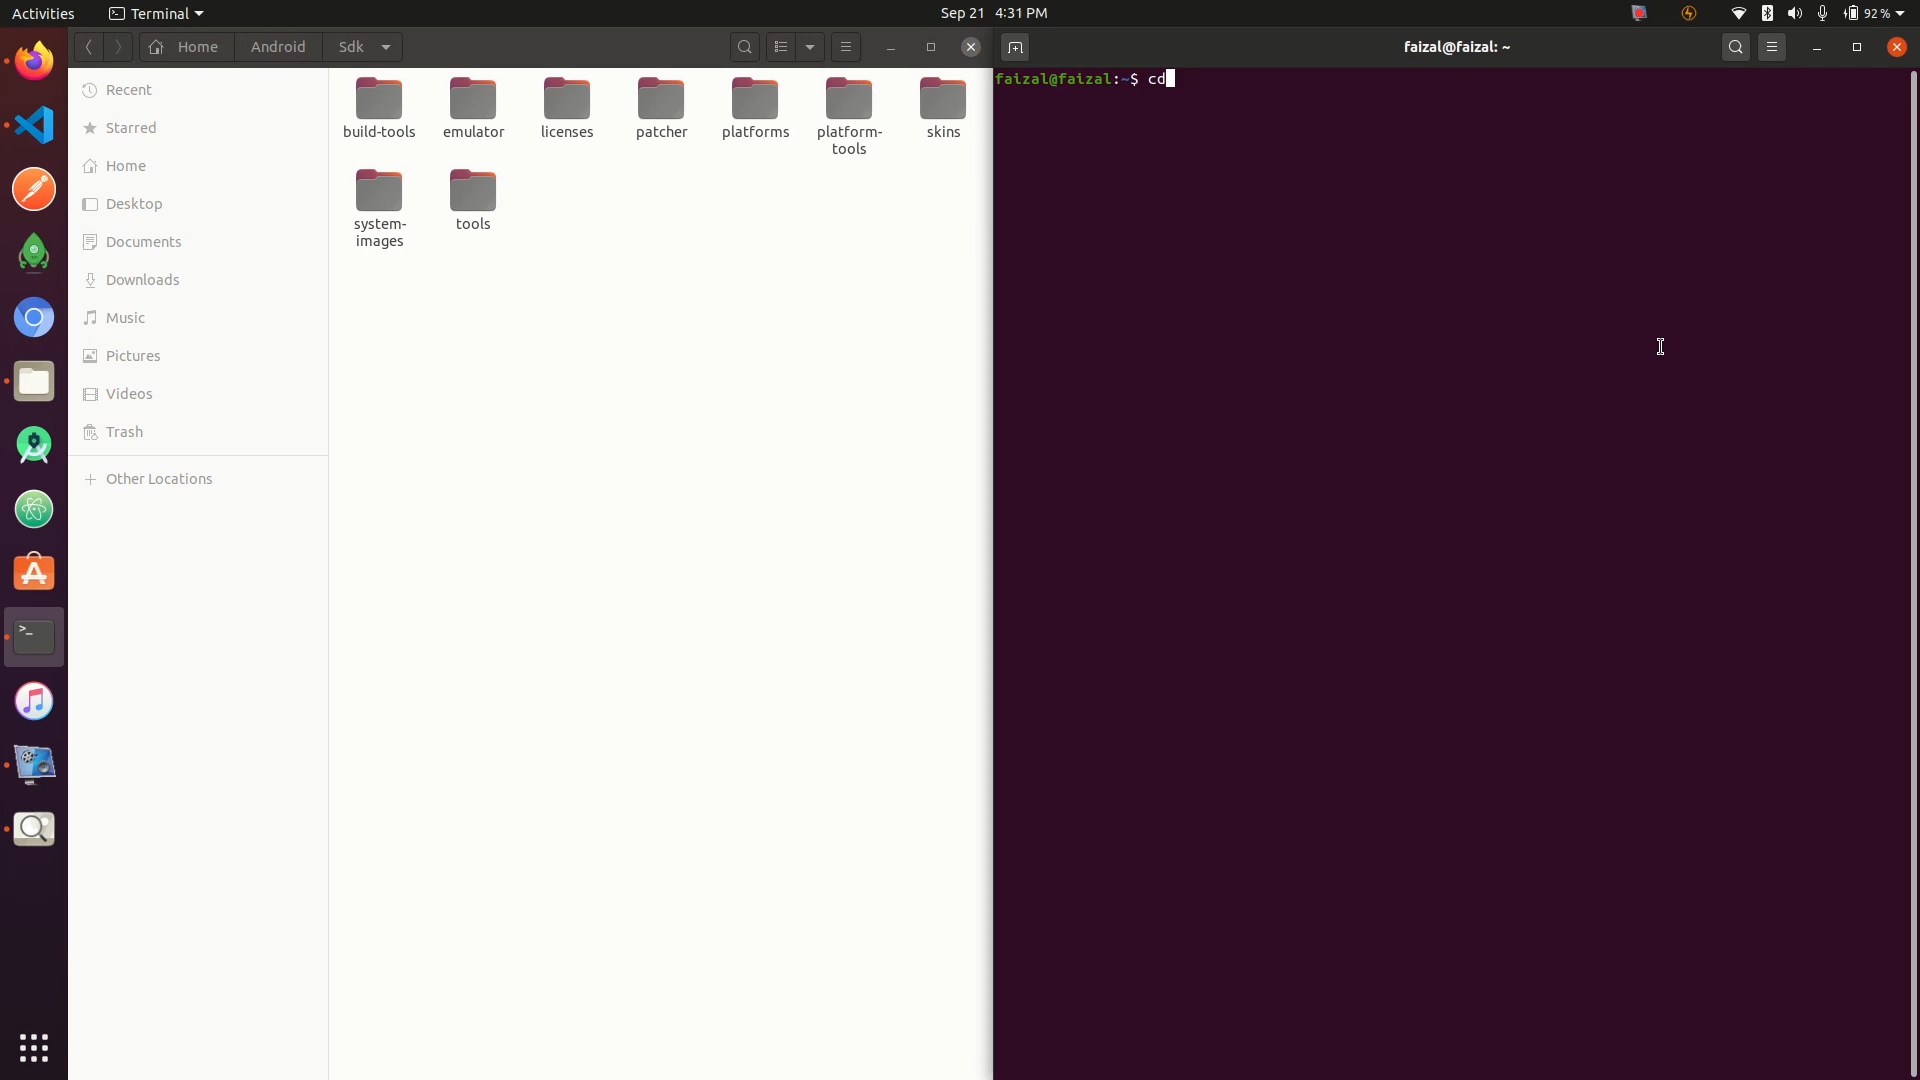 Activities
Terminal
Sep 21 4:31 PM
92 %
Home
Android
Sdk
faizal@faizal: ~
Recent
Starred
Home
Desktop
Documents
Downloads
Music
Pictures
Videos
Trash
Other Locations
build-tools
emulator
licenses
patcher
platforms
platform-
tools
skins
system-
images
tools
faizal@faizal:~$ cd